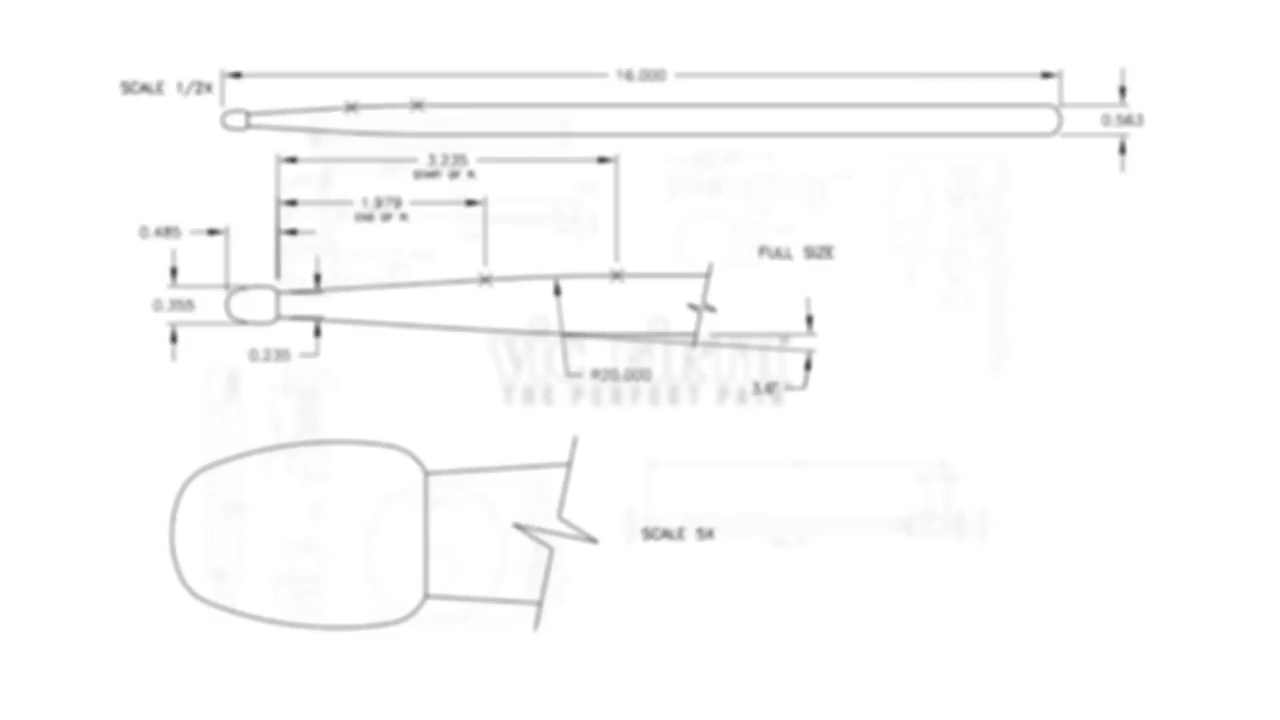 16.000
SCALE 1/2X
0.563
3.235
START OF R.
1.979
END OF R.
0.485
FULL SIZE
0.355
0.235
R20.000
THE PERFECT PAIR
SCALE 5X